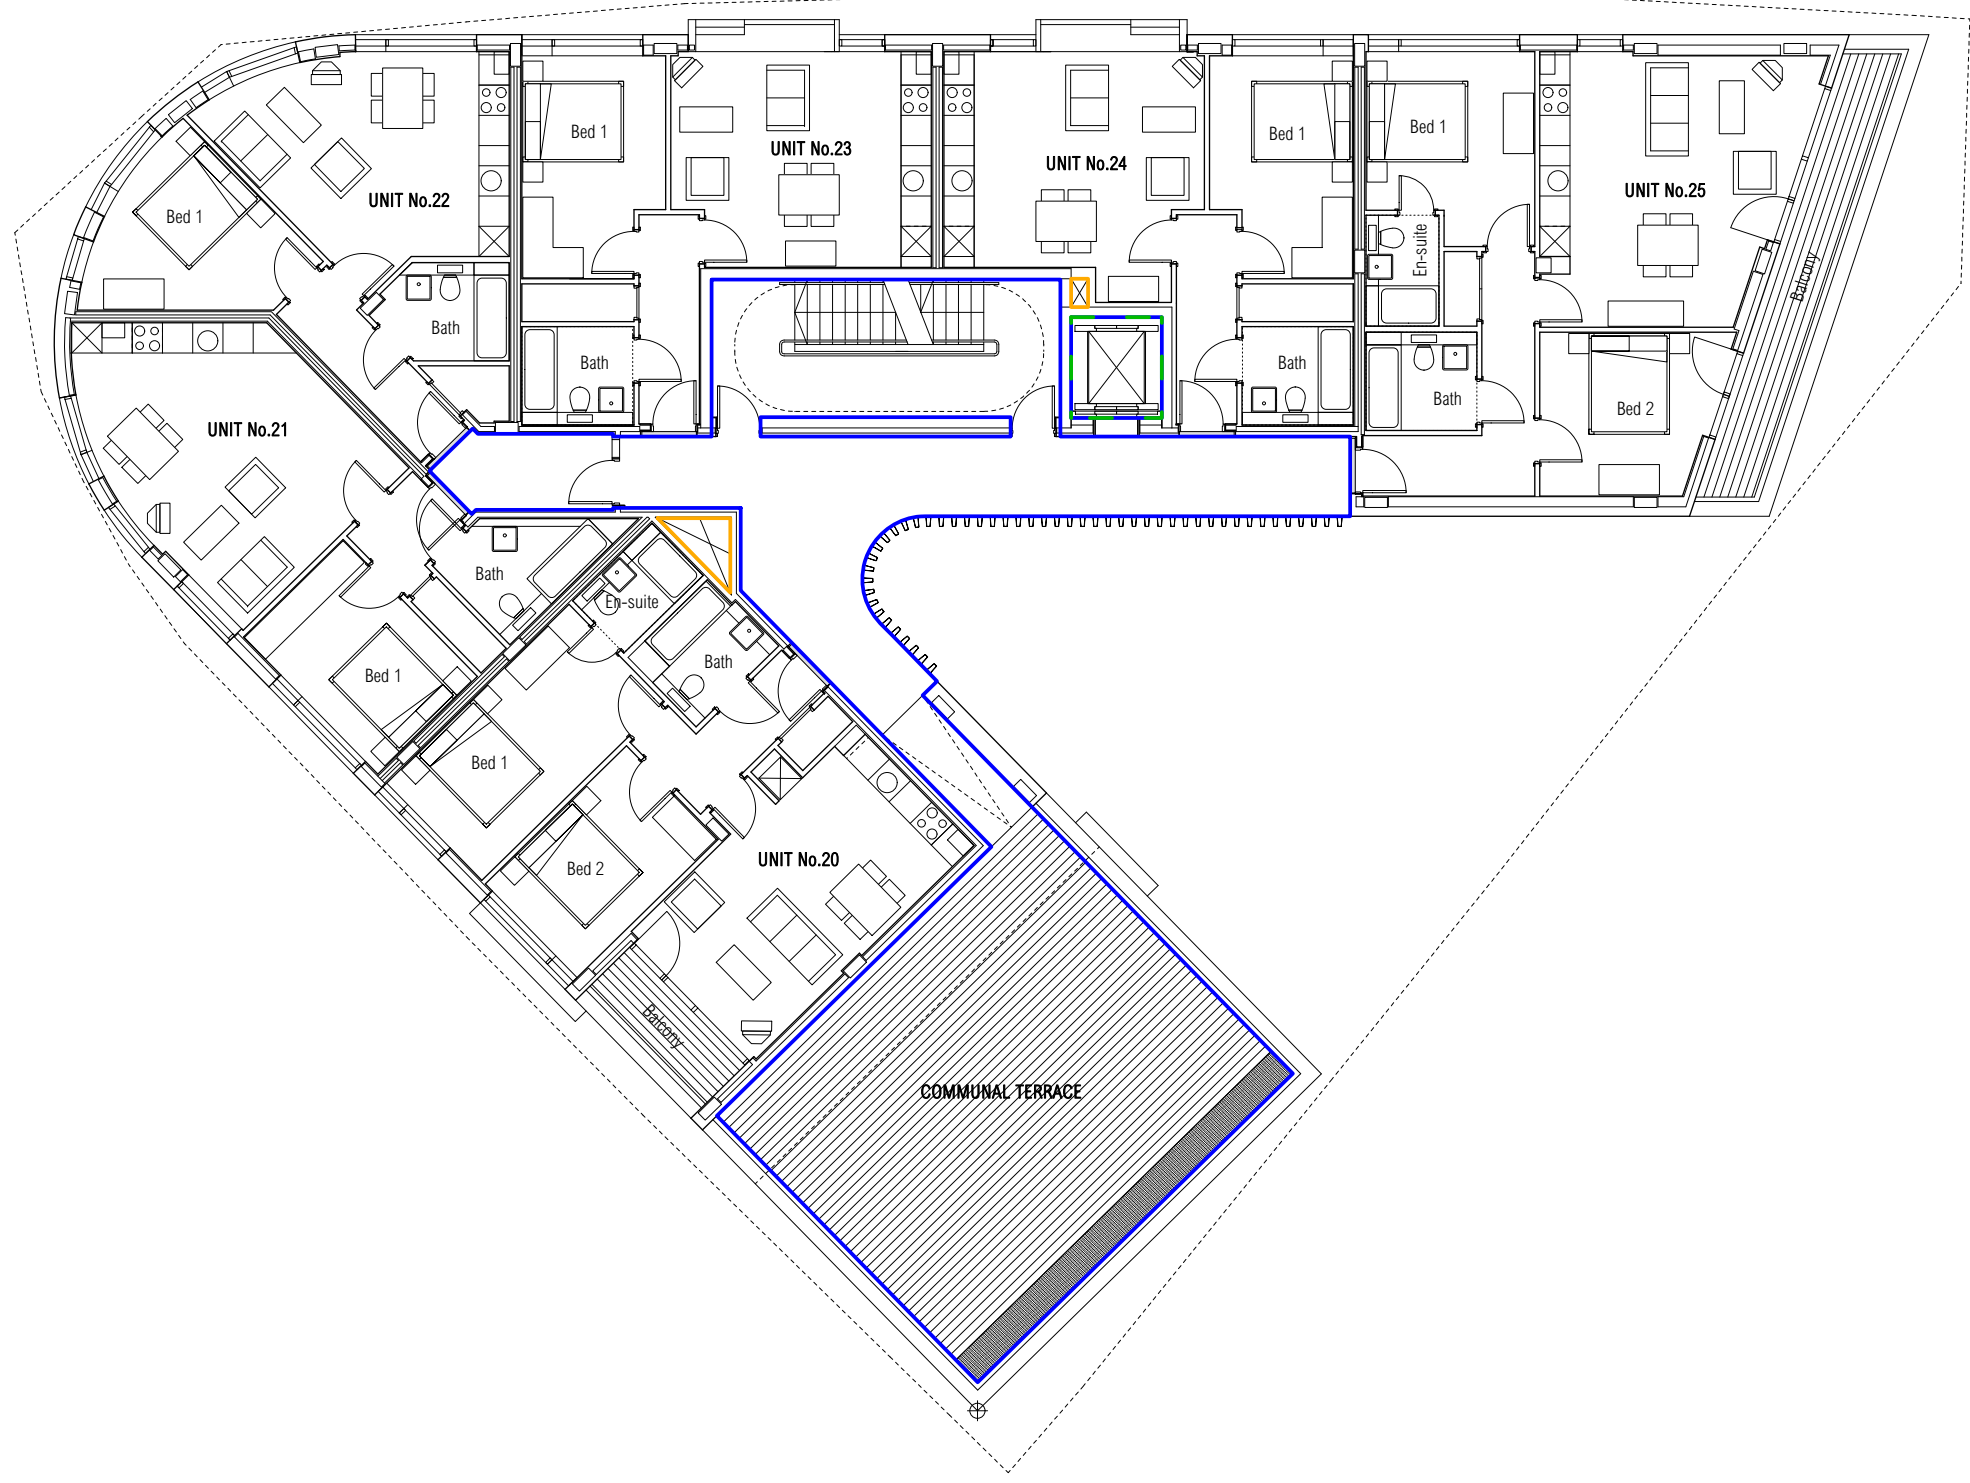 Bed 1
UNIT No.23
Bed 1
Bed 1
UNIT No.24
UNIT No.25
UNIT No.22
Bed 1
En-suite
Balcony
Bath
Bath
Bath
Bath
Bed 2
UNIT No.21
Bath
En-suite
Bath
Bed 1
Bed 1
UNIT No.20
Bed 2
Balcony
COMMUNAL TERRACE